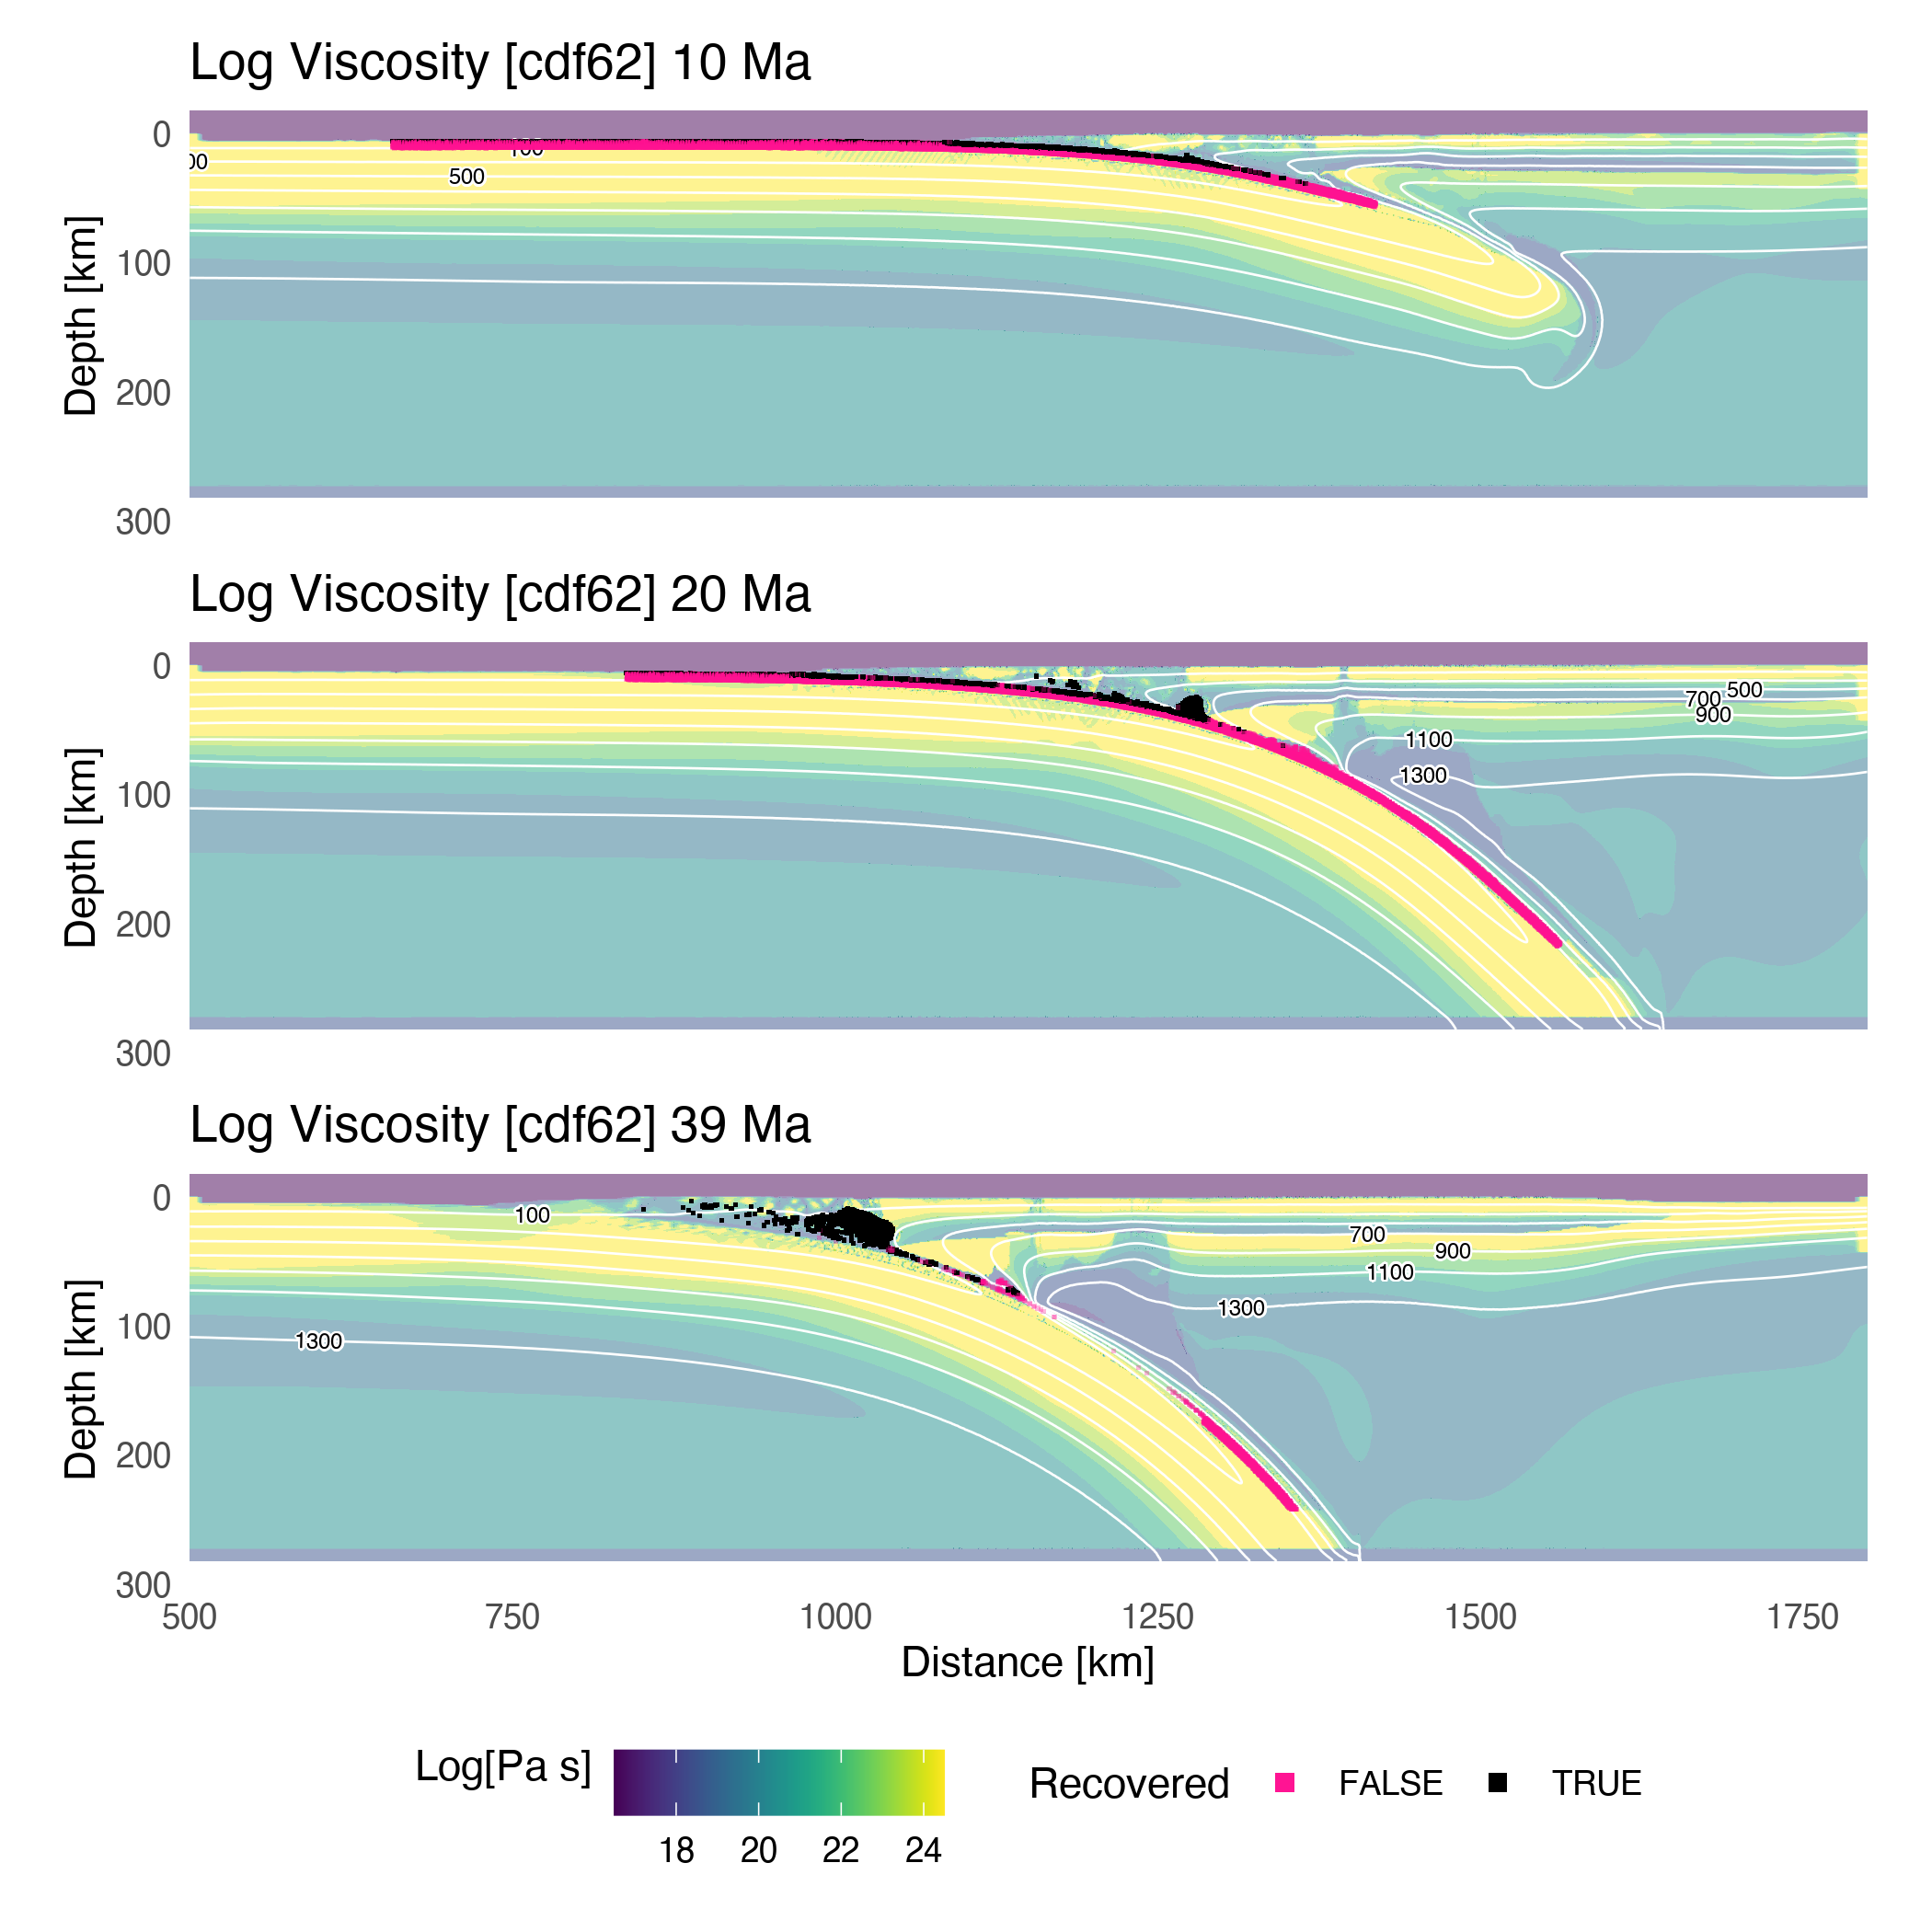 Log Viscosity [cdf62] 10 Ma
0
100
200
300
Depth [km]
500
Log Viscosity [cdf62] 20 Ma
0
100
200
300
Depth [km]
500
700
900
1100
1300
Log Viscosity [cdf62] 39 Ma
0
100
200
300
Depth [km]
100
700
900
1100
1300
1300
500 750 1000 1250 1500 1750
Distance [km]
Log[Pa s]
18 20 22 24
Recovered FALSE TRUE